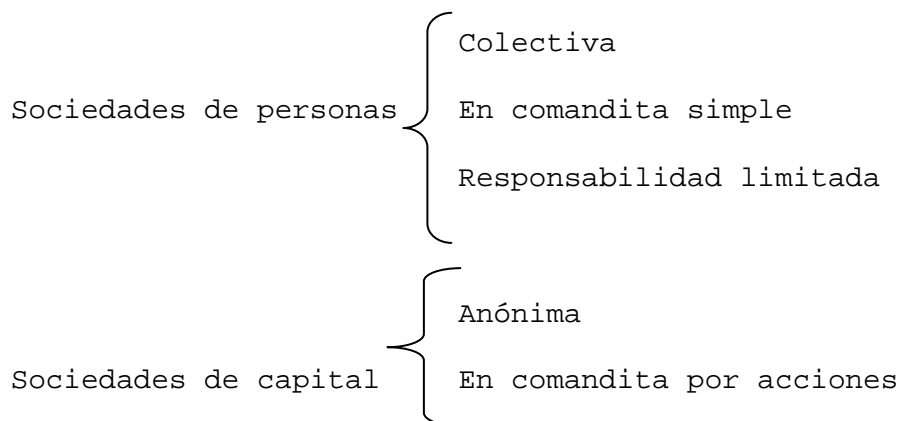 Colectiva
Sociedades de personas En comandita simple
Responsabilidad limitada
Anónima
Sociedades de capital En comandita por acciones